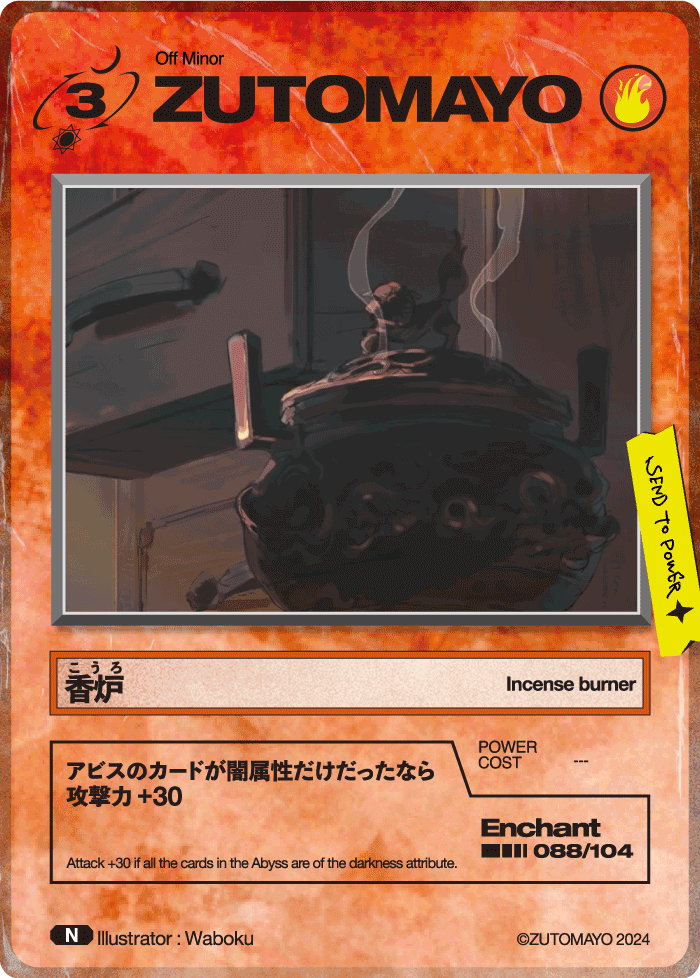 Off Minor
3 ZUTOMAYO
SEND TO POWER
こうろ
香炉
Incense burner
アビスのカードが闇属性だけだったなら
攻撃力 +30
Attack +30 if all the cards in the Abyss are of the darkness attribute.
POWER
COST ---
Enchant
088/104
N Illustrator : Waboku
©ZUTOMAYO 2024